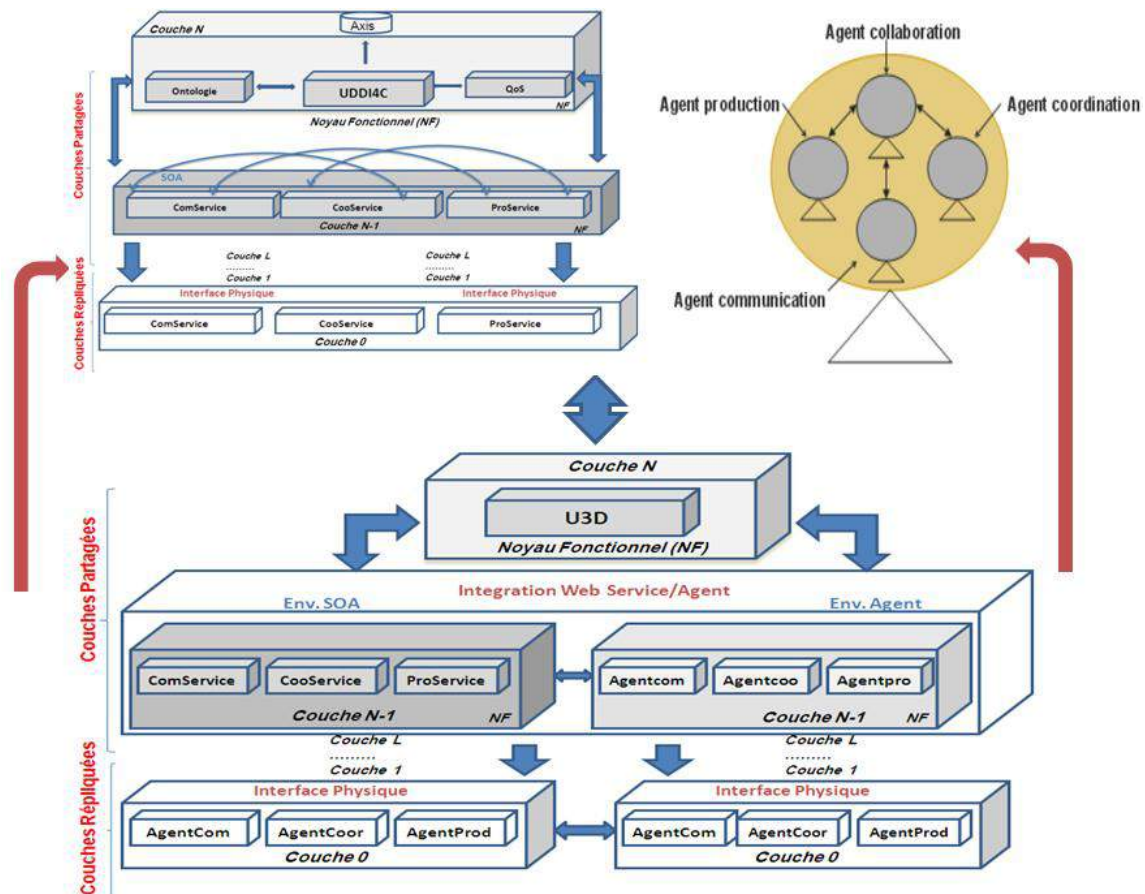 Couche N
Axis
Ontologie
UDDI4C
QoS
NF
Noyau Fonctionnel (NF)
Couches Partagées
SOA
ComService
CooService
ProService
Couche N-1
NF
Couche L
Couche L
.........
.........
Couche 1
Couche 1
Couches Répliquées
Interface Physique
Interface Physique
ComService
CooService
ProService
Couche 0
Agent collaboration
Agent production
Agent coordination
Agent communication
Couche N
U3D
Noyau Fonctionnel (NF)
Couches Partagées
Integration Web Service/Agent
Env. SOA
Env. Agent
ComService
CooService
ProService
Agentcom
Agentcoo
Agentpro
Couche N-1
NF
Couche N-1
NF
Couche L
Couche L
.........
.........
Couche 1
Couche 1
Couches Répliquées
Interface Physique
Interface Physique
AgentCom
AgentCoor
AgentProd
AgentCom
AgentCoor
AgentProd
Couche 0
Couche 0